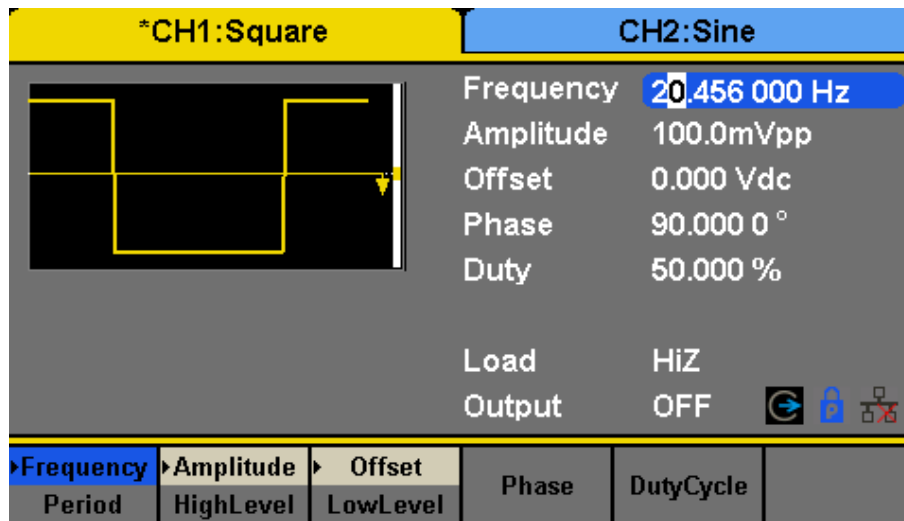 *CH1:Square
CH2:Sine
Frequency 20.456 000 Hz
Amplitude 100.0mVpp
Offset 0.000 Vdc
Phase 90.000 0 °
Duty 50.000 %
Load HiZ
Output OFF
P
Frequency Amplitude Offset Phase DutyCycle
Period HighLevel LowLevel